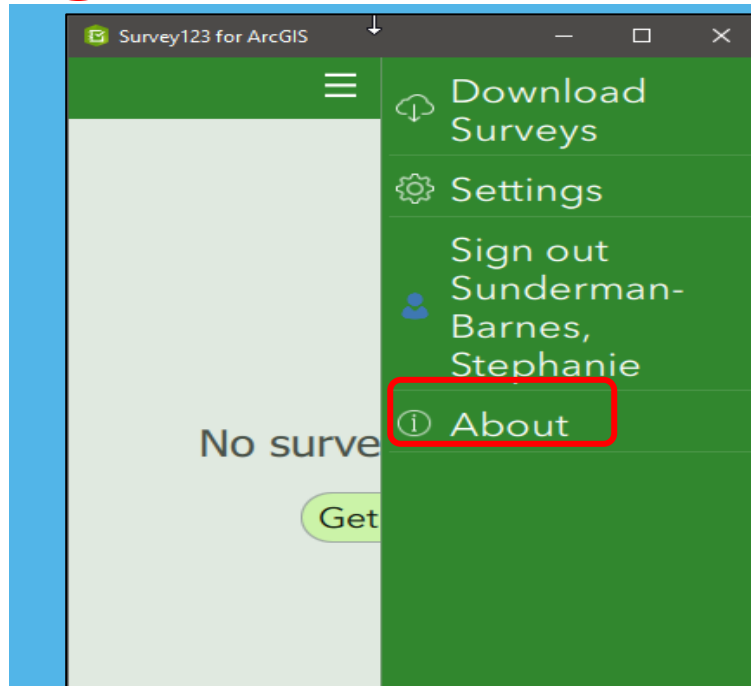 Survey123 for ArcGIS
Download
Surveys
Settings
Sign out
Sunderman-
Barnes,
Stephanie
About
No surve
Get